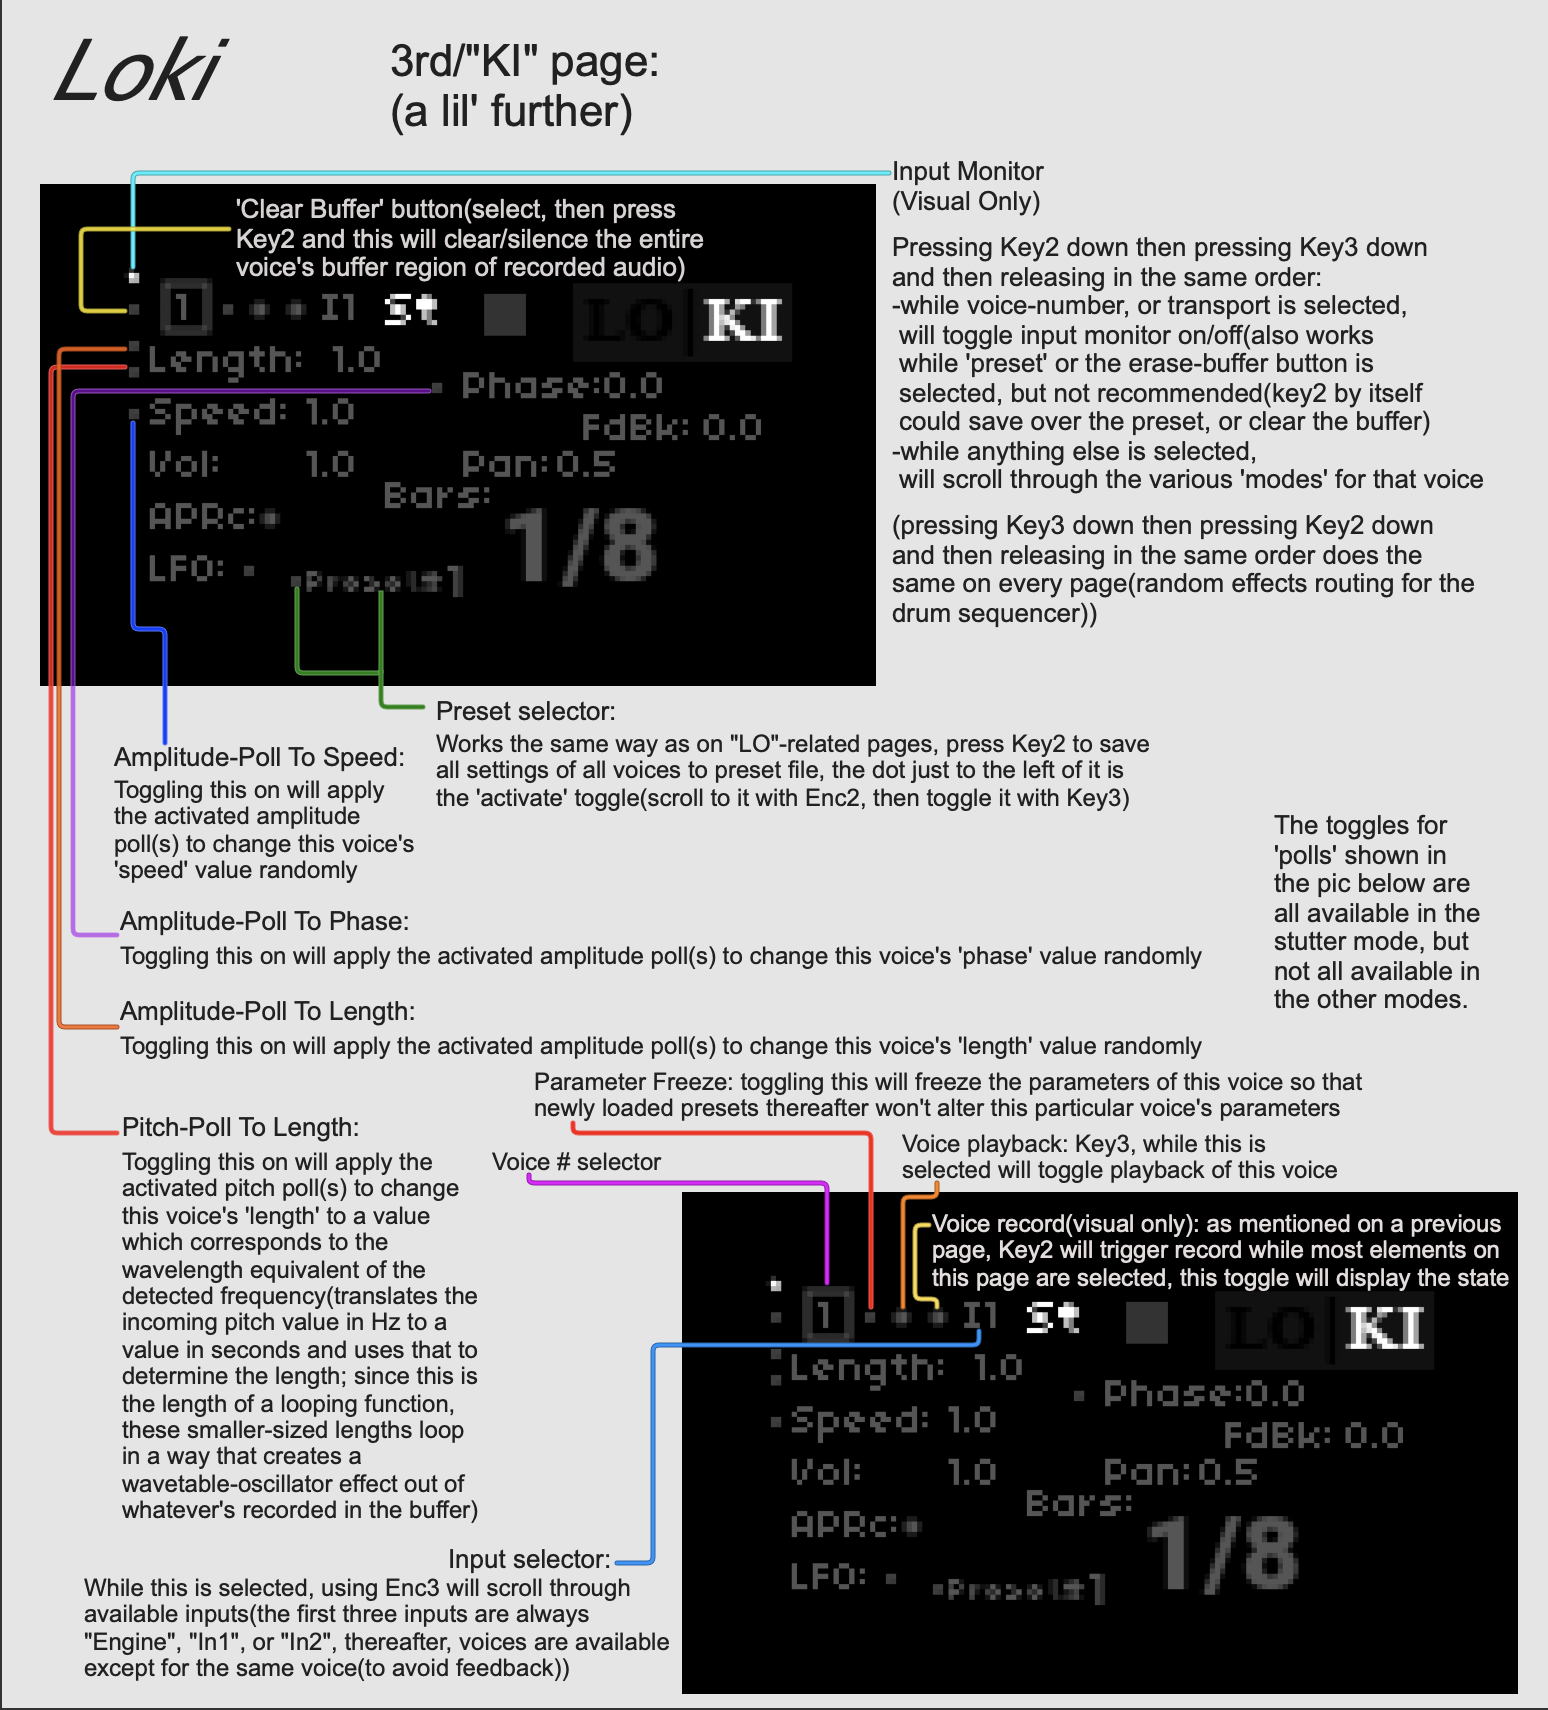 Loki
3rd/"KI" page:
(a lil' further)
Input Monitor
(Visual Only)
'Clear Buffer' button(select, then press
Key2 and this will clear/silence the entire
voice's buffer region of recorded audio)
1 I1 St LO KI
Length: 1.0
Phase:0.0
Speed: 1.0
FdBk: 0.0
Vol: 1.0
Pan:0.5
Bars:
1/8
APRc:
LFO:
Pressing Key2 down then pressing Key3 down
and then releasing in the same order:
-while voice-number, or transport is selected,
will toggle input monitor on/off(also works
while 'preset' or the erase-buffer button is
selected, but not recommended(key2 by itself
could save over the preset, or clear the buffer)
-while anything else is selected,
will scroll through the various 'modes' for that voice
(pressing Key3 down then pressing Key2 down
and then releasing in the same order does the
same on every page(random effects routing for the
drum sequencer))
Preset selector:
Works the same way as on "LO"-related pages, press Key2 to save
all settings of all voices to preset file, the dot just to the left of it is
the 'activate' toggle(scroll to it with Enc2, then toggle it with Key3)
Amplitude-Poll To Speed:
Toggling this on will apply
the activated amplitude
poll(s) to change this voice's
'speed' value randomly
The toggles for
'polls' shown in
the pic below are
all available in the
stutter mode, but
not all available in
the other modes.
Amplitude-Poll To Phase:
Toggling this on will apply the activated amplitude poll(s) to change this voice's 'phase' value randomly
Amplitude-Poll To Length:
Toggling this on will apply the activated amplitude poll(s) to change this voice's 'length' value randomly
Parameter Freeze: toggling this will freeze the parameters of this voice so that
newly loaded presets thereafter won't alter this particular voice's parameters
Pitch-Poll To Length:
Toggling this on will apply the
activated pitch poll(s) to change
this voice's 'length' to a value
which corresponds to the
wavelength equivalent of the
detected frequency(translates the
incoming pitch value in Hz to a
value in seconds and uses that to
determine the length; since this is
the length of a looping function,
these smaller-sized lengths loop
in a way that creates a
wavetable-oscillator effect out of
whatever's recorded in the buffer)
Voice # selector
Voice playback: Key3, while this is
selected will toggle playback of this voice
Voice record(visual only): as mentioned on a previous
page, Key2 will trigger record while most elements on
this page are selected, this toggle will display the state
1 I1 St LO KI
Length: 1.0
Phase:0.0
Speed: 1.0
FdBk: 0.0
Vol: 1.0
Pan:0.5
Bars:
1/8
APRc:
LFO:
Input selector:
While this is selected, using Enc3 will scroll through
available inputs(the first three inputs are always
"Engine", "In1", or "In2", thereafter, voices are available
except for the same voice(to avoid feedback))